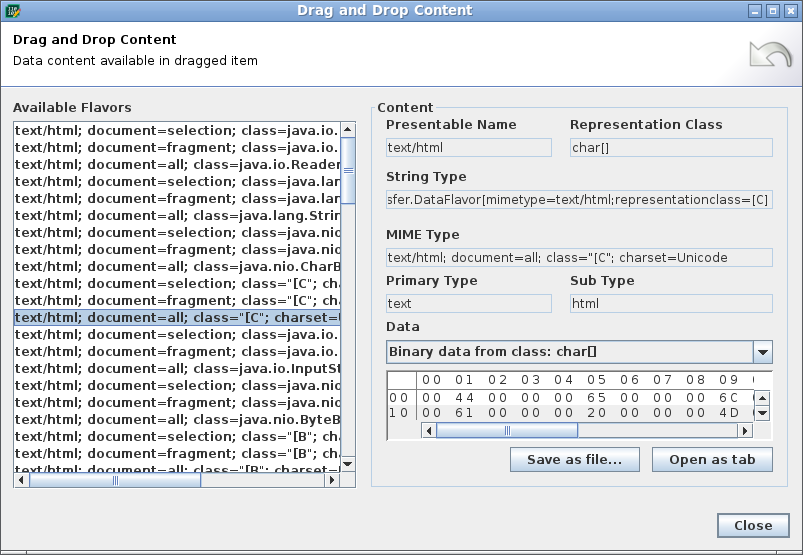 Drag and Drop Content
Drag and Drop Content
Data content available in dragged item
Available Flavors
text/html; document=selection; class=java.io.
text/html; document=fragment; class=java.io.
text/html; document=all; class=java.io.Reader
text/html; document=selection; class=java.lan
text/html; document=fragment; class=java.lan
text/html; document=all; class=java.lang.Strin
text/html; document=selection; class=java.nio
text/html; document=fragment; class=java.nio
text/html; document=all; class=java.nio.CharB
text/html; document=selection; class="[C"; ch
text/html; document=fragment; class="[C"; ch
text/html; document=all; class="[C"; charset=
text/html; document=selection; class=java.io.
text/html; document=fragment; class=java.io.
text/html; document=all; class=java.io.InputSt
text/html; document=selection; class=java.nio
text/html; document=fragment; class=java.nio
text/html; document=all; class=java.nio.ByteB
text/html; document=selection; class="[B"; ch
text/html; document=fragment; class="[B"; ch
text/html; document=all; class="[B"; charset=
Content
Presentable Name Representation Class
text/html char[]
String Type
sfer.DataFlavor[mimetype=text/html;representationclass=[C]
MIME Type
text/html; document=all; class="[C"; charset=Unicode
Primary Type Sub Type
text html
Data
Binary data from class: char[]
00 01 02 03 04 05 06 07 08 09
00 00 44 00 00 00 65 00 00 00 6C
10 00 61 00 00 00 20 00 00 00 4D
Save as file... Open as tab
Close